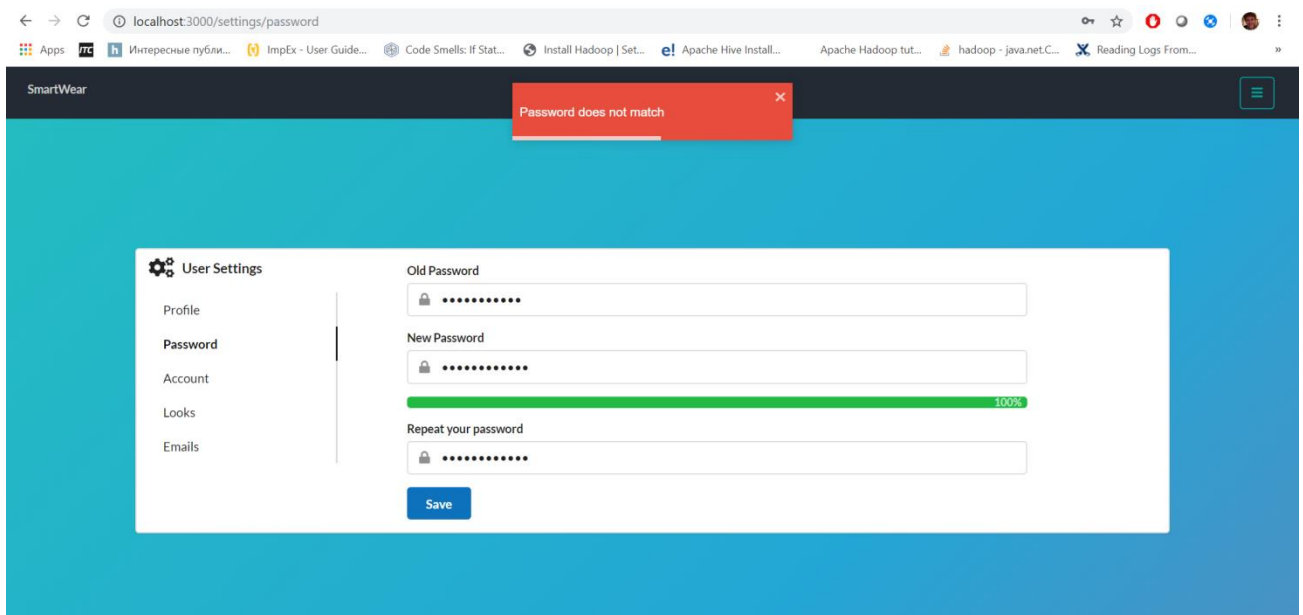 localhost:3000/settings/password
Apps ITC h Интересные публи... ImpEx - User Guide... Code Smells: If Stat... Install Hadoop | Set... e! Apache Hive Install... Apache Hadoop tut... hadoop - java.net.C... Reading Logs From... »
SmartWear
Password does not match
User Settings
Profile
Password
Account
Looks
Emails
Old Password
New Password
100%
Repeat your password
Save